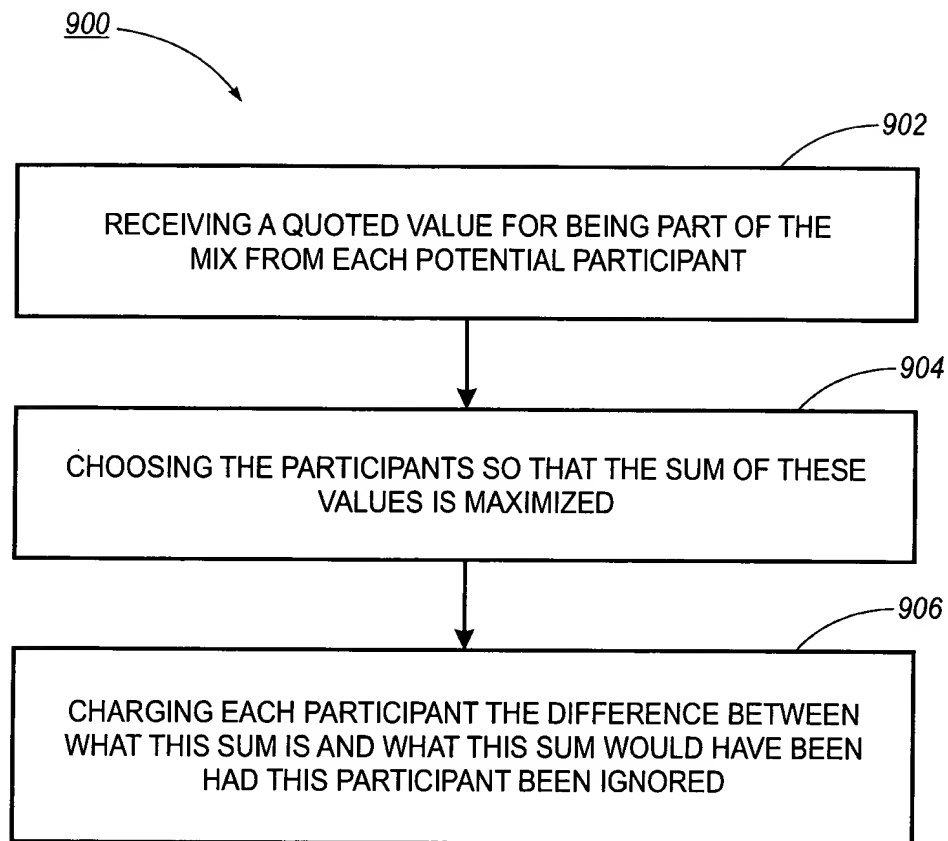 900
902
RECEIVING A QUOTED VALUE FOR BEING PART OF THE
MIX FROM EACH POTENTIAL PARTICIPANT
904
CHOOSING THE PARTICIPANTS SO THAT THE SUM OF THESE
VALUES IS MAXIMIZED
906
CHARGING EACH PARTICIPANT THE DIFFERENCE BETWEEN
WHAT THIS SUM IS AND WHAT THIS SUM WOULD HAVE BEEN
HAD THIS PARTICIPANT BEEN IGNORED